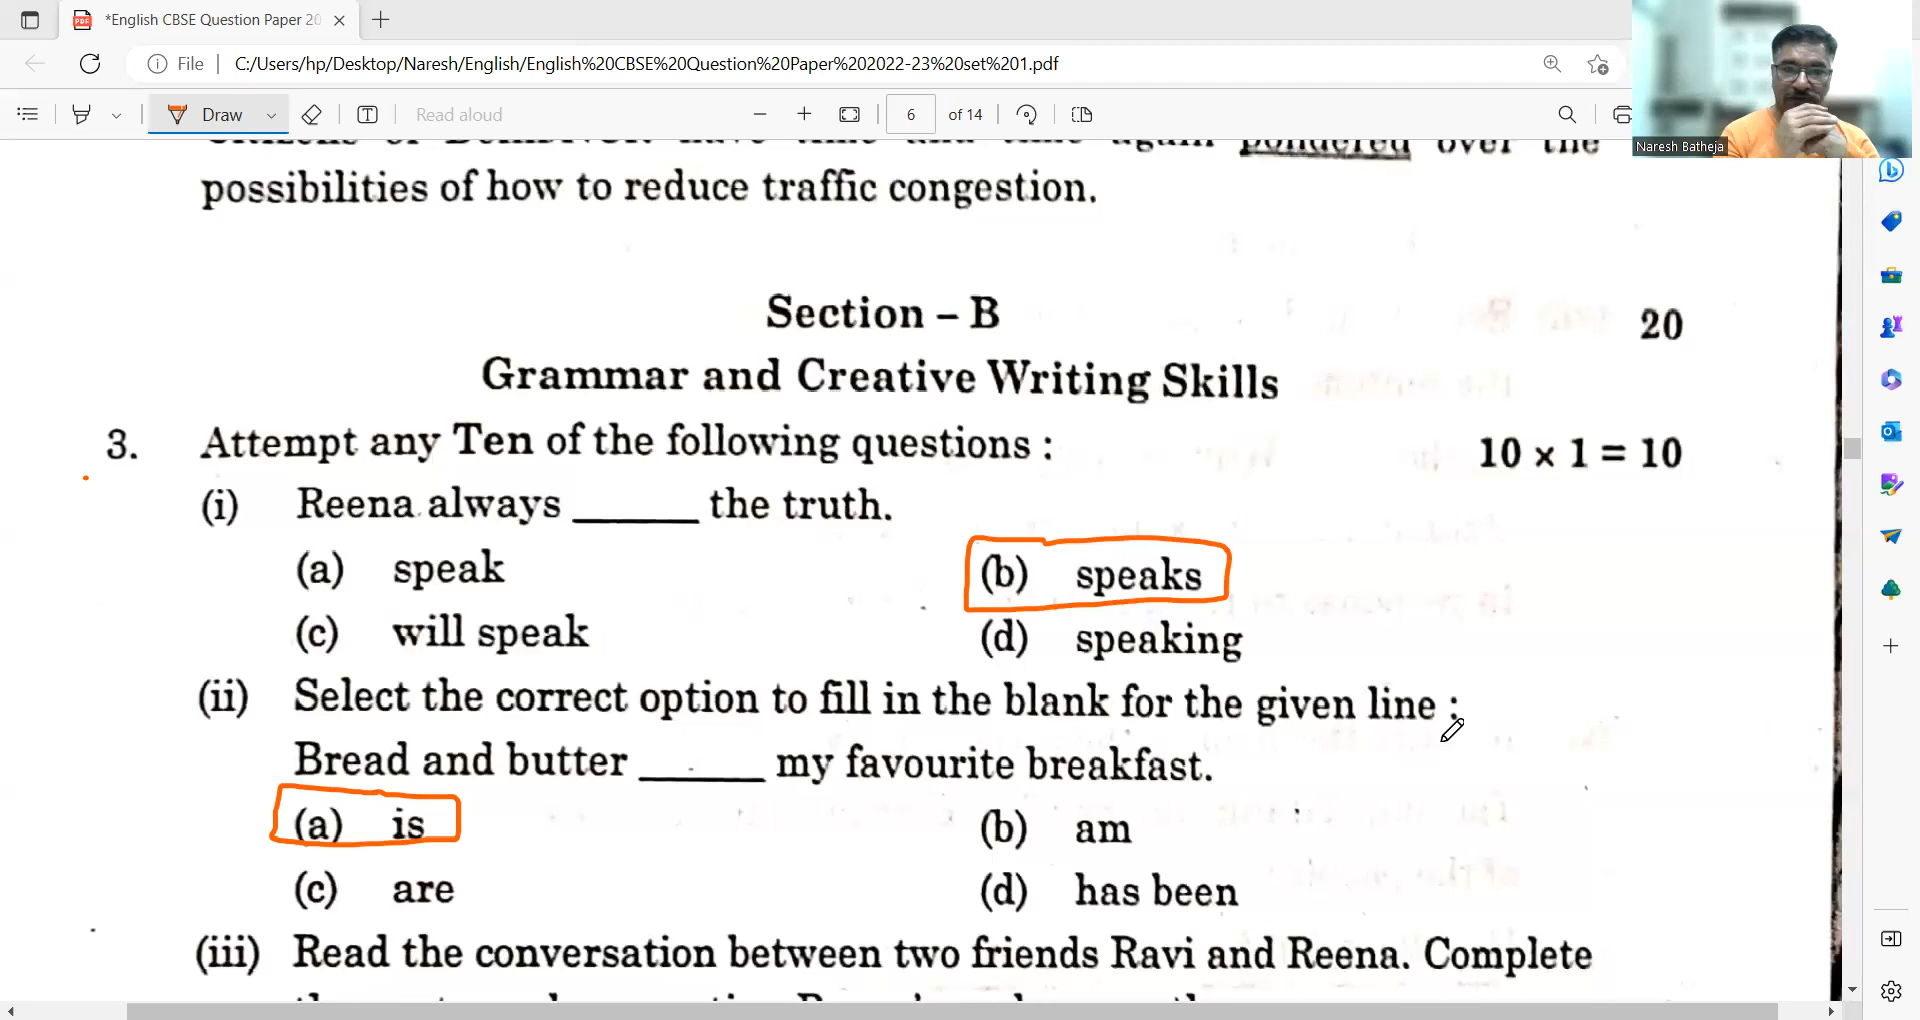 *English CBSE Question Paper 20
File
C:/Users/hp/Desktop/Naresh/English/English%20CBSE%20Question%20Paper%202022-23%20set%201.pdf
Draw
Read aloud
6 of 14
Naresh Batheja
time again pondered over the
possibilities of how to reduce traffic congestion.
Section – B 20
Grammar and Creative Writing Skills
3. Attempt any Ten of the following questions : 10 × 1 = 10
(i) Reena always ______ the truth.
(a) speak (b) speaks
(c) will speak (d) speaking
(ii) Select the correct option to fill in the blank for the given line :
Bread and butter ______ my favourite breakfast.
(a) is (b) am
(c) are (d) has been
(iii) Read the conversation between two friends Ravi and Reena. Complete